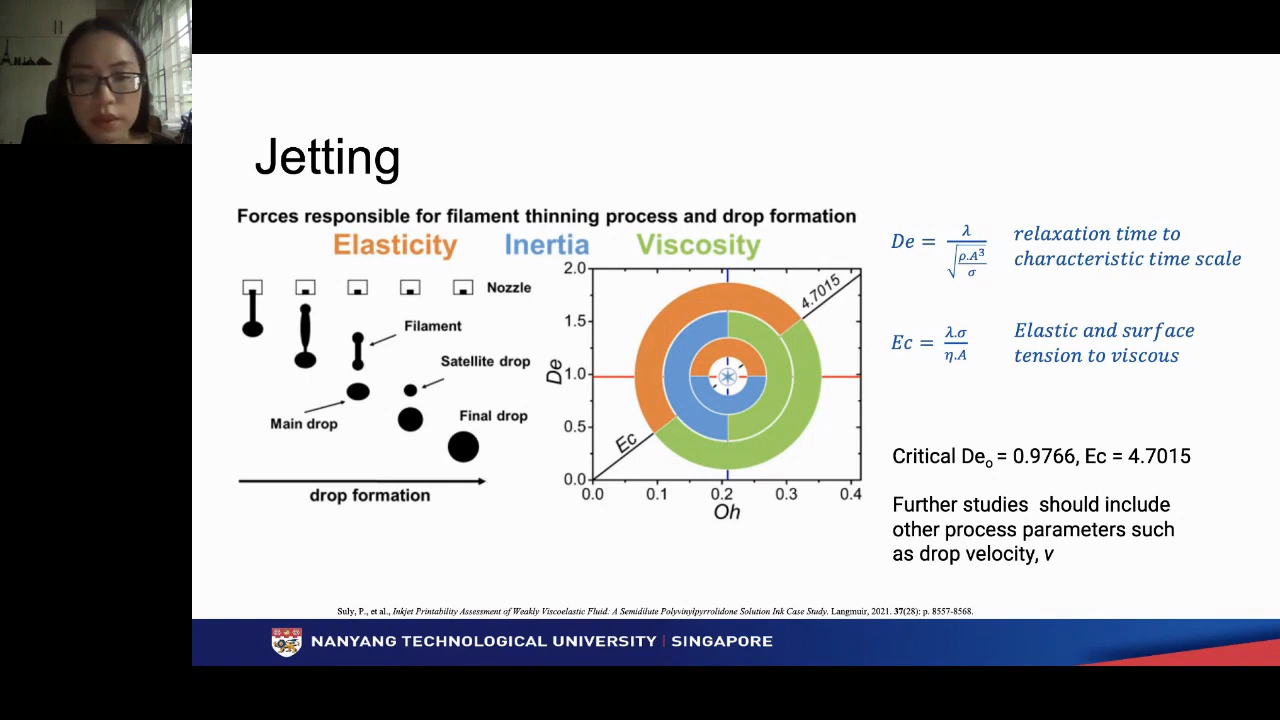 Jetting
Forces responsible for filament thinning process and drop formation
Elasticity Inertia Viscosity
Nozzle
Filament
Satellite drop
Main drop
Final drop
drop formation
2.0
1.5
1.0
0.5
0.0
De
4.7015
Ec
0.0 0.1 0.2 0.3 0.4
Oh
De = λ / √(ρ.A³ / σ)
relaxation time to
characteristic time scale
Ec = λ.σ / η.A
Elastic and surface
tension to viscous
Critical Deₒ = 0.9766, Ec = 4.7015
Further studies should include
other process parameters such
as drop velocity, v
Suly, P., et al., Inkjet Printability Assessment of Weakly Viscoelastic Fluid: A Semidilute Polyvinylpyrrolidone Solution Ink Case Study. Langmuir, 2021. 37(28): p. 8557-8568.
NANYANG TECHNOLOGICAL UNIVERSITY | SINGAPORE